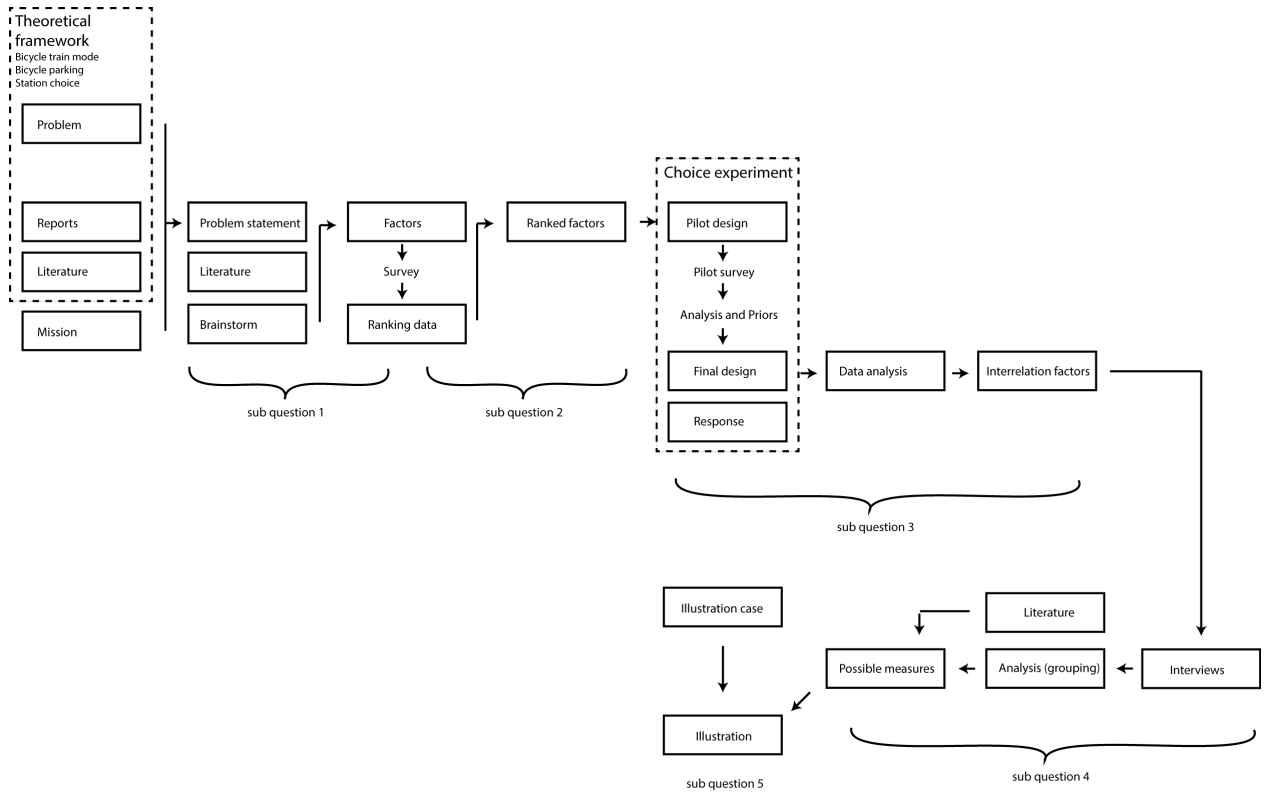 Theoretical
framework
Bicycle train mode
Bicycle parking
Station choice
Problem
Reports
Literature
Mission
Problem statement
Literature
Brainstorm
sub question 1
Factors
Survey
Ranking data
sub question 2
Ranked factors
Choice experiment
Pilot design
Pilot survey
Analysis and Priors
Final design
Response
Data analysis
Interrelation factors
sub question 3
Literature
Interviews
Analysis (grouping)
Possible measures
sub question 4
Illustration case
Illustration
sub question 5